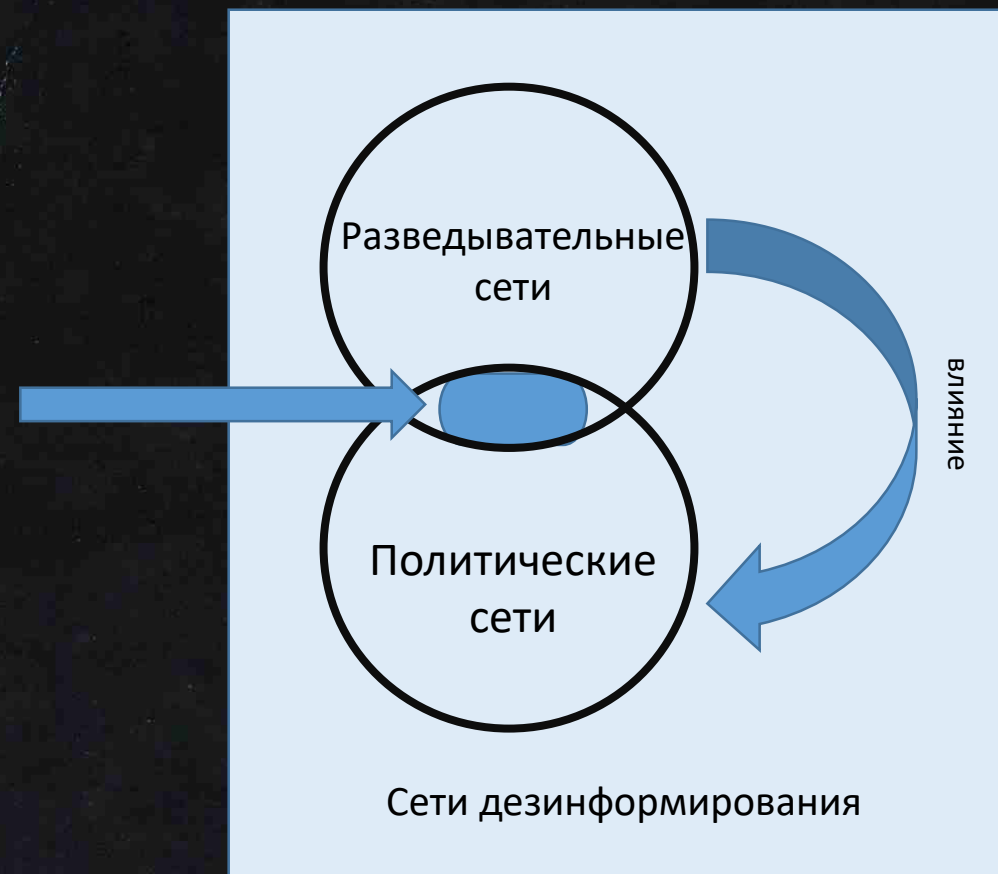 Разведывательные
сети
влияние
Политические
сети
Сети дезинформирования